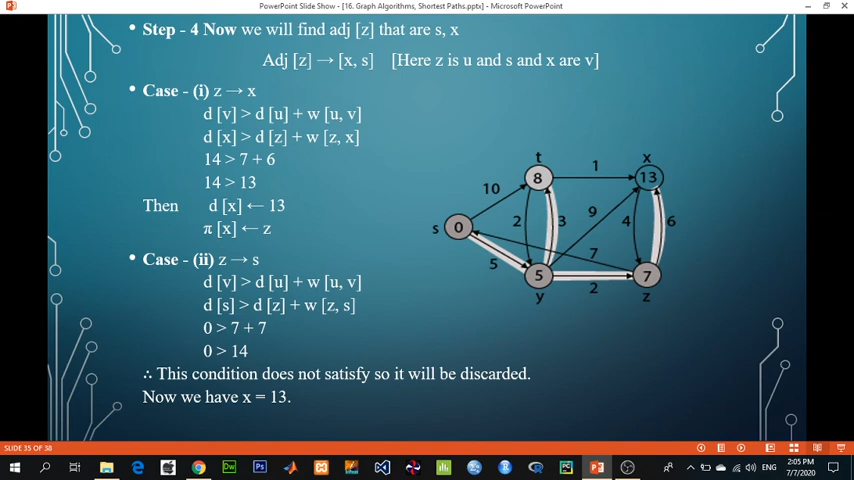 PowerPoint Slide Show - [16. Graph Algorithms, Shortest Paths.pptx] - Microsoft PowerPoint
• Step - 4 Now we will find adj [z] that are s, x
Adj [z] → [x, s] [Here z is u and s and x are v]
• Case - (i) z → x
d [v] > d [u] + w [u, v]
d [x] > d [z] + w [z, x]
14 > 7 + 6
14 > 13
Then d [x] ← 13
π [x] ← z
• Case - (ii) z → s
d [v] > d [u] + w [u, v]
d [s] > d [z] + w [z, s]
0 > 7 + 7
0 > 14
∴ This condition does not satisfy so it will be discarded.
Now we have x = 13.
t x
1
8 13
10
2 3 9 4 6
s 0
7
5
5 7
2
y z
SLIDE 35 OF 38
Dw Ps PC R
ENG
2:05 PM
7/7/2020